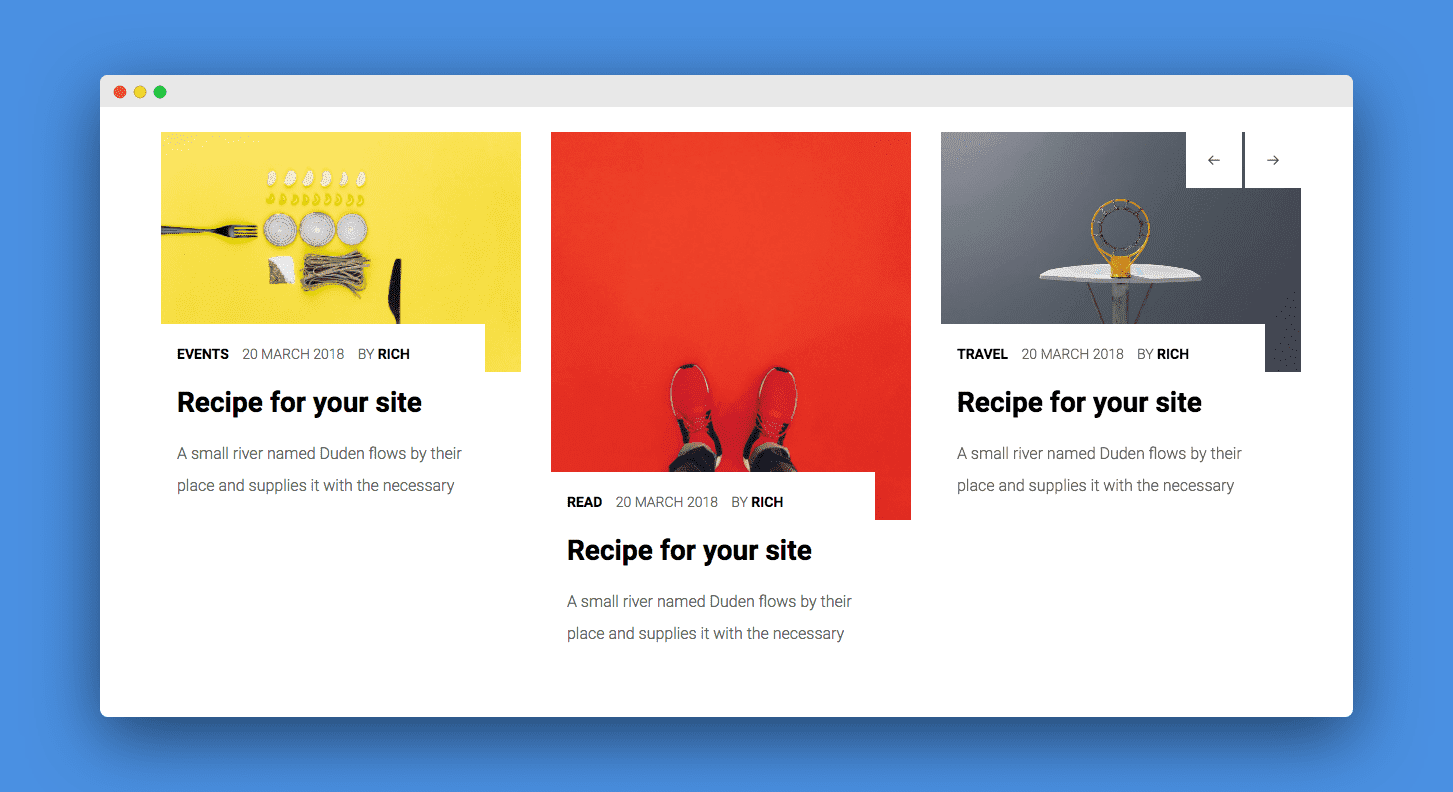 EVENTS 20 MARCH 2018 BY RICH
Recipe for your site
A small river named Duden flows by their
place and supplies it with the necessary
READ 20 MARCH 2018 BY RICH
Recipe for your site
A small river named Duden flows by their
place and supplies it with the necessary
TRAVEL 20 MARCH 2018 BY RICH
Recipe for your site
A small river named Duden flows by their
place and supplies it with the necessary